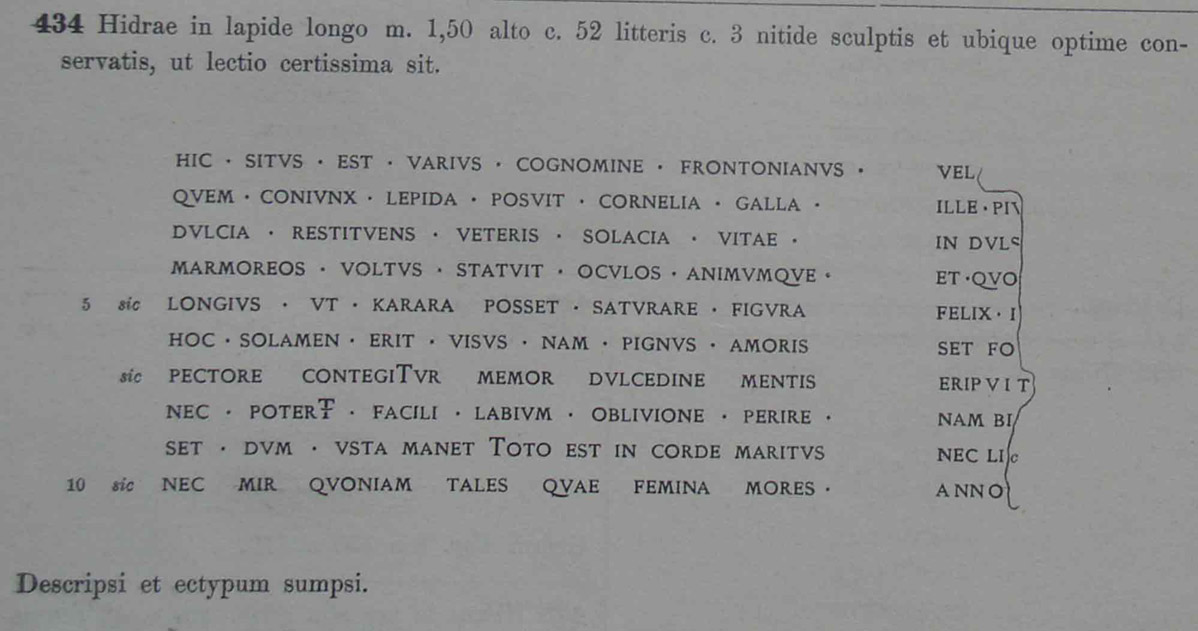 434 Hidrae in lapide longo m. 1,50 alto c. 52 litteris c. 3 nitide sculptis et ubique optime con-
servatis, ut lectio certissima sit.
HIC · SITVS · EST · VARIVS · COGNOMINE · FRONTONIANVS · VEL
QVEM · CONIVNX · LEPIDA · POSVIT · CORNELIA · GALLA · ILLE · PI
DVLCIA · RESTITVENS · VETERIS · SOLACIA · VITAE · IN DVLC
MARMOREOS · VOLTVS · STATVIT · OCVLOS · ANIMVMQVE · ET · QVO
5 sic LONGIVS · VT · KARARA POSSET · SATVRARE · FIGVRA FELIX · I
HOC · SOLAMEN · ERIT · VISVS · NAM · PIGNVS · AMORIS SET FO
sic PECTORE CONTEGITVR MEMOR DVLCEDINE MENTIS ERIPVIT
NEC · POTERT · FACILI · LABIVM · OBLIVIONE · PERIRE · NAM BI
SET · DVM · VSTA MANET TOTO EST IN CORDE MARITVS NEC LIC
10 sic NEC MIR QVONIAM TALES QVAE FEMINA MORES · ANNO
Descripsi et ectypum sumpsi.